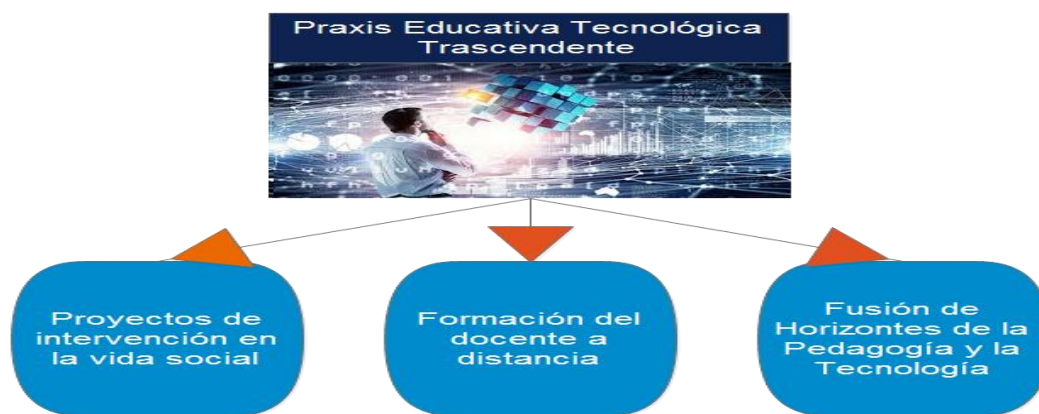 Praxis Educativa Tecnológica
Trascendente
Proyectos de
intervención en
la vida social
Formación del
docente a
distancia
Fusión de
Horizontes de la
Pedagogía y la
Tecnología